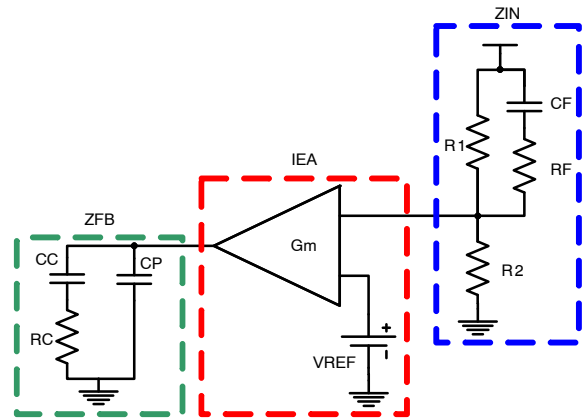 ZIN
CF
R1
RF
IEA
ZFB
Gm
CC
CP
R2
RC
VREF
+
-